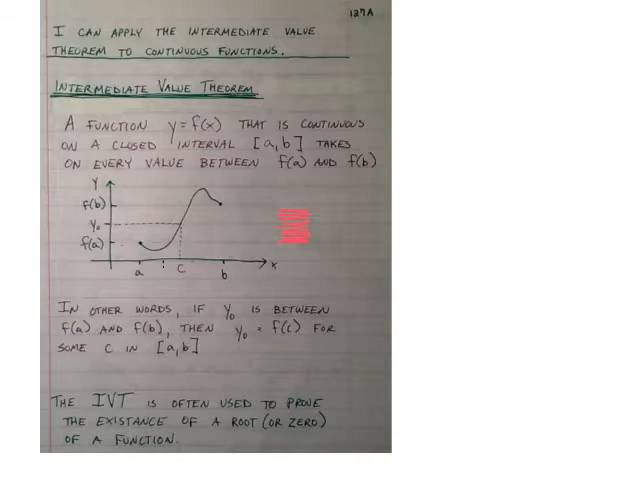 127A
I CAN APPLY THE INTERMEDIATE VALUE
THEOREM TO CONTINUOUS FUNCTIONS.
INTERMEDIATE VALUE THEOREM
A FUNCTION y=f(x) THAT IS CONTINUOUS
ON A CLOSED INTERVAL [a,b] TAKES
ON EVERY VALUE BETWEEN f(a) AND f(b)
Y
f(b)
Y₀
f(a)
a
C
b
X
IN OTHER WORDS, IF Y₀ IS BETWEEN
f(a) AND f(b), THEN Y₀ = f(c) FOR
SOME C IN [a,b]
THE IVT IS OFTEN USED TO PROVE
THE EXISTANCE OF A ROOT (OR ZERO)
OF A FUNCTION.